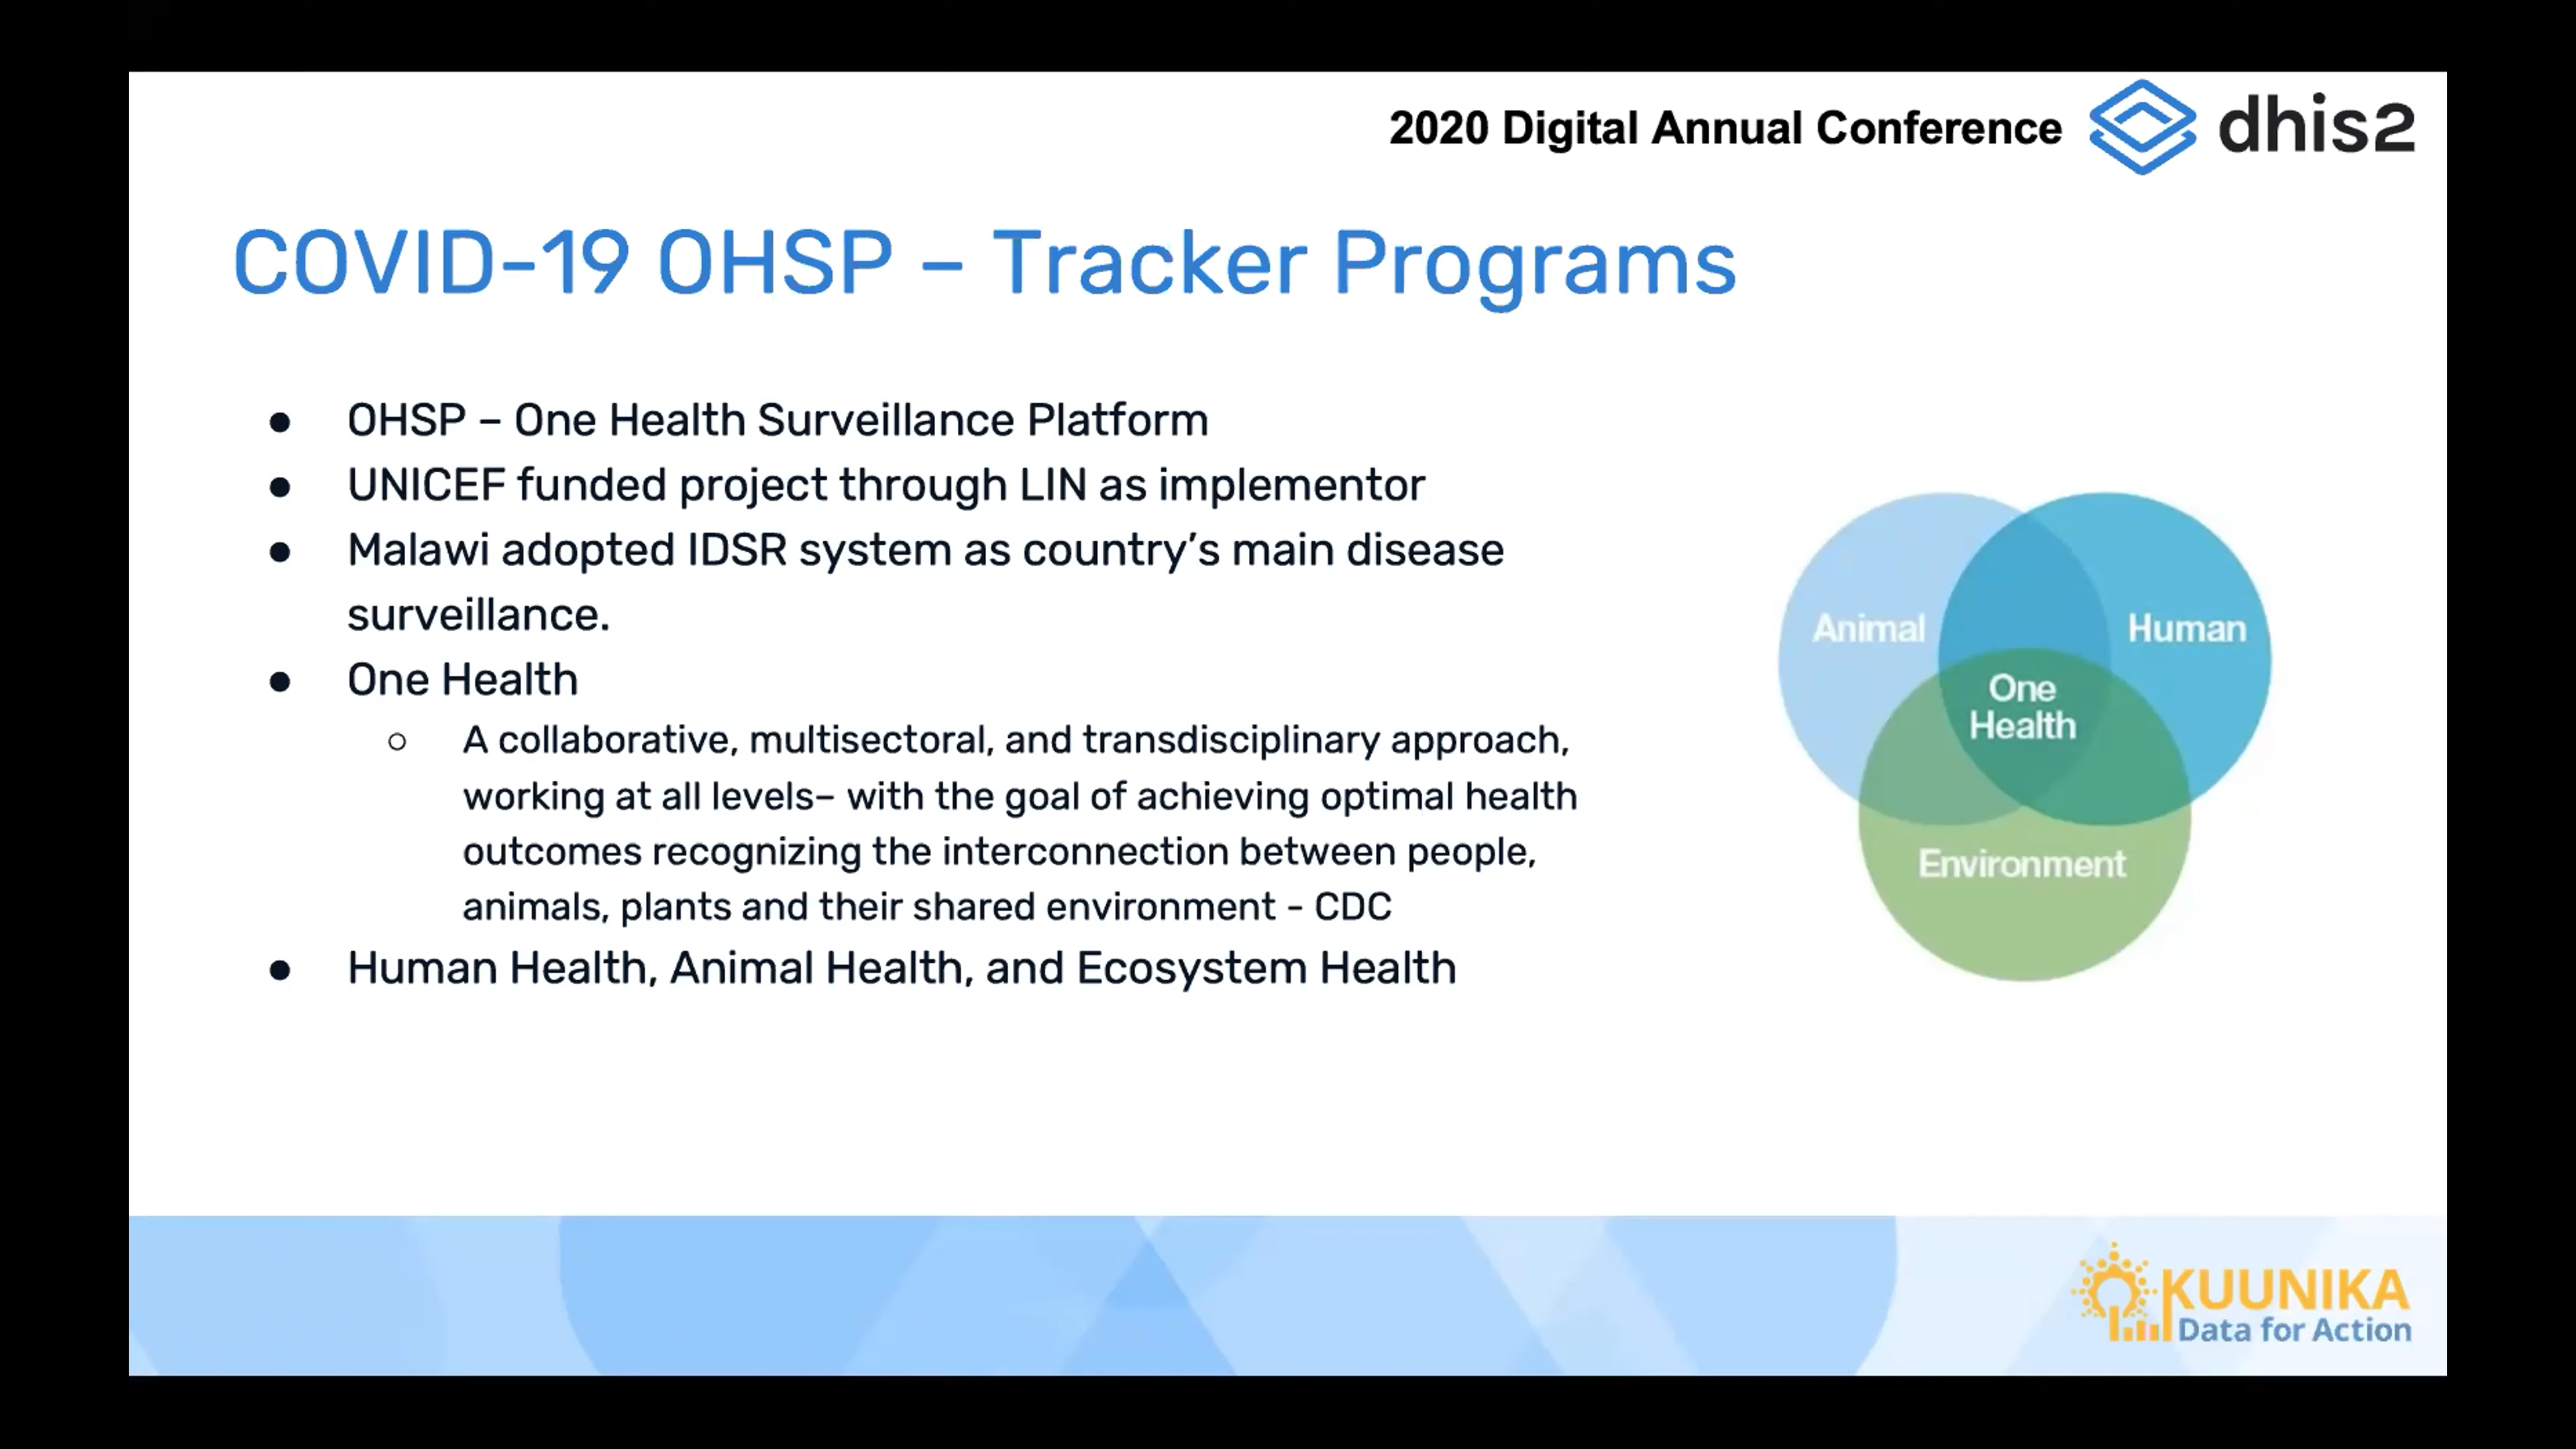 2020 Digital Annual Conference dhis2
COVID-19 OHSP – Tracker Programs
● OHSP – One Health Surveillance Platform
● UNICEF funded project through LIN as implementor
● Malawi adopted IDSR system as country’s main disease
surveillance.
● One Health
○ A collaborative, multisectoral, and transdisciplinary approach,
working at all levels– with the goal of achieving optimal health
outcomes recognizing the interconnection between people,
animals, plants and their shared environment - CDC
● Human Health, Animal Health, and Ecosystem Health
Animal
Human
One
Health
Environment
KUUNIKA
Data for Action